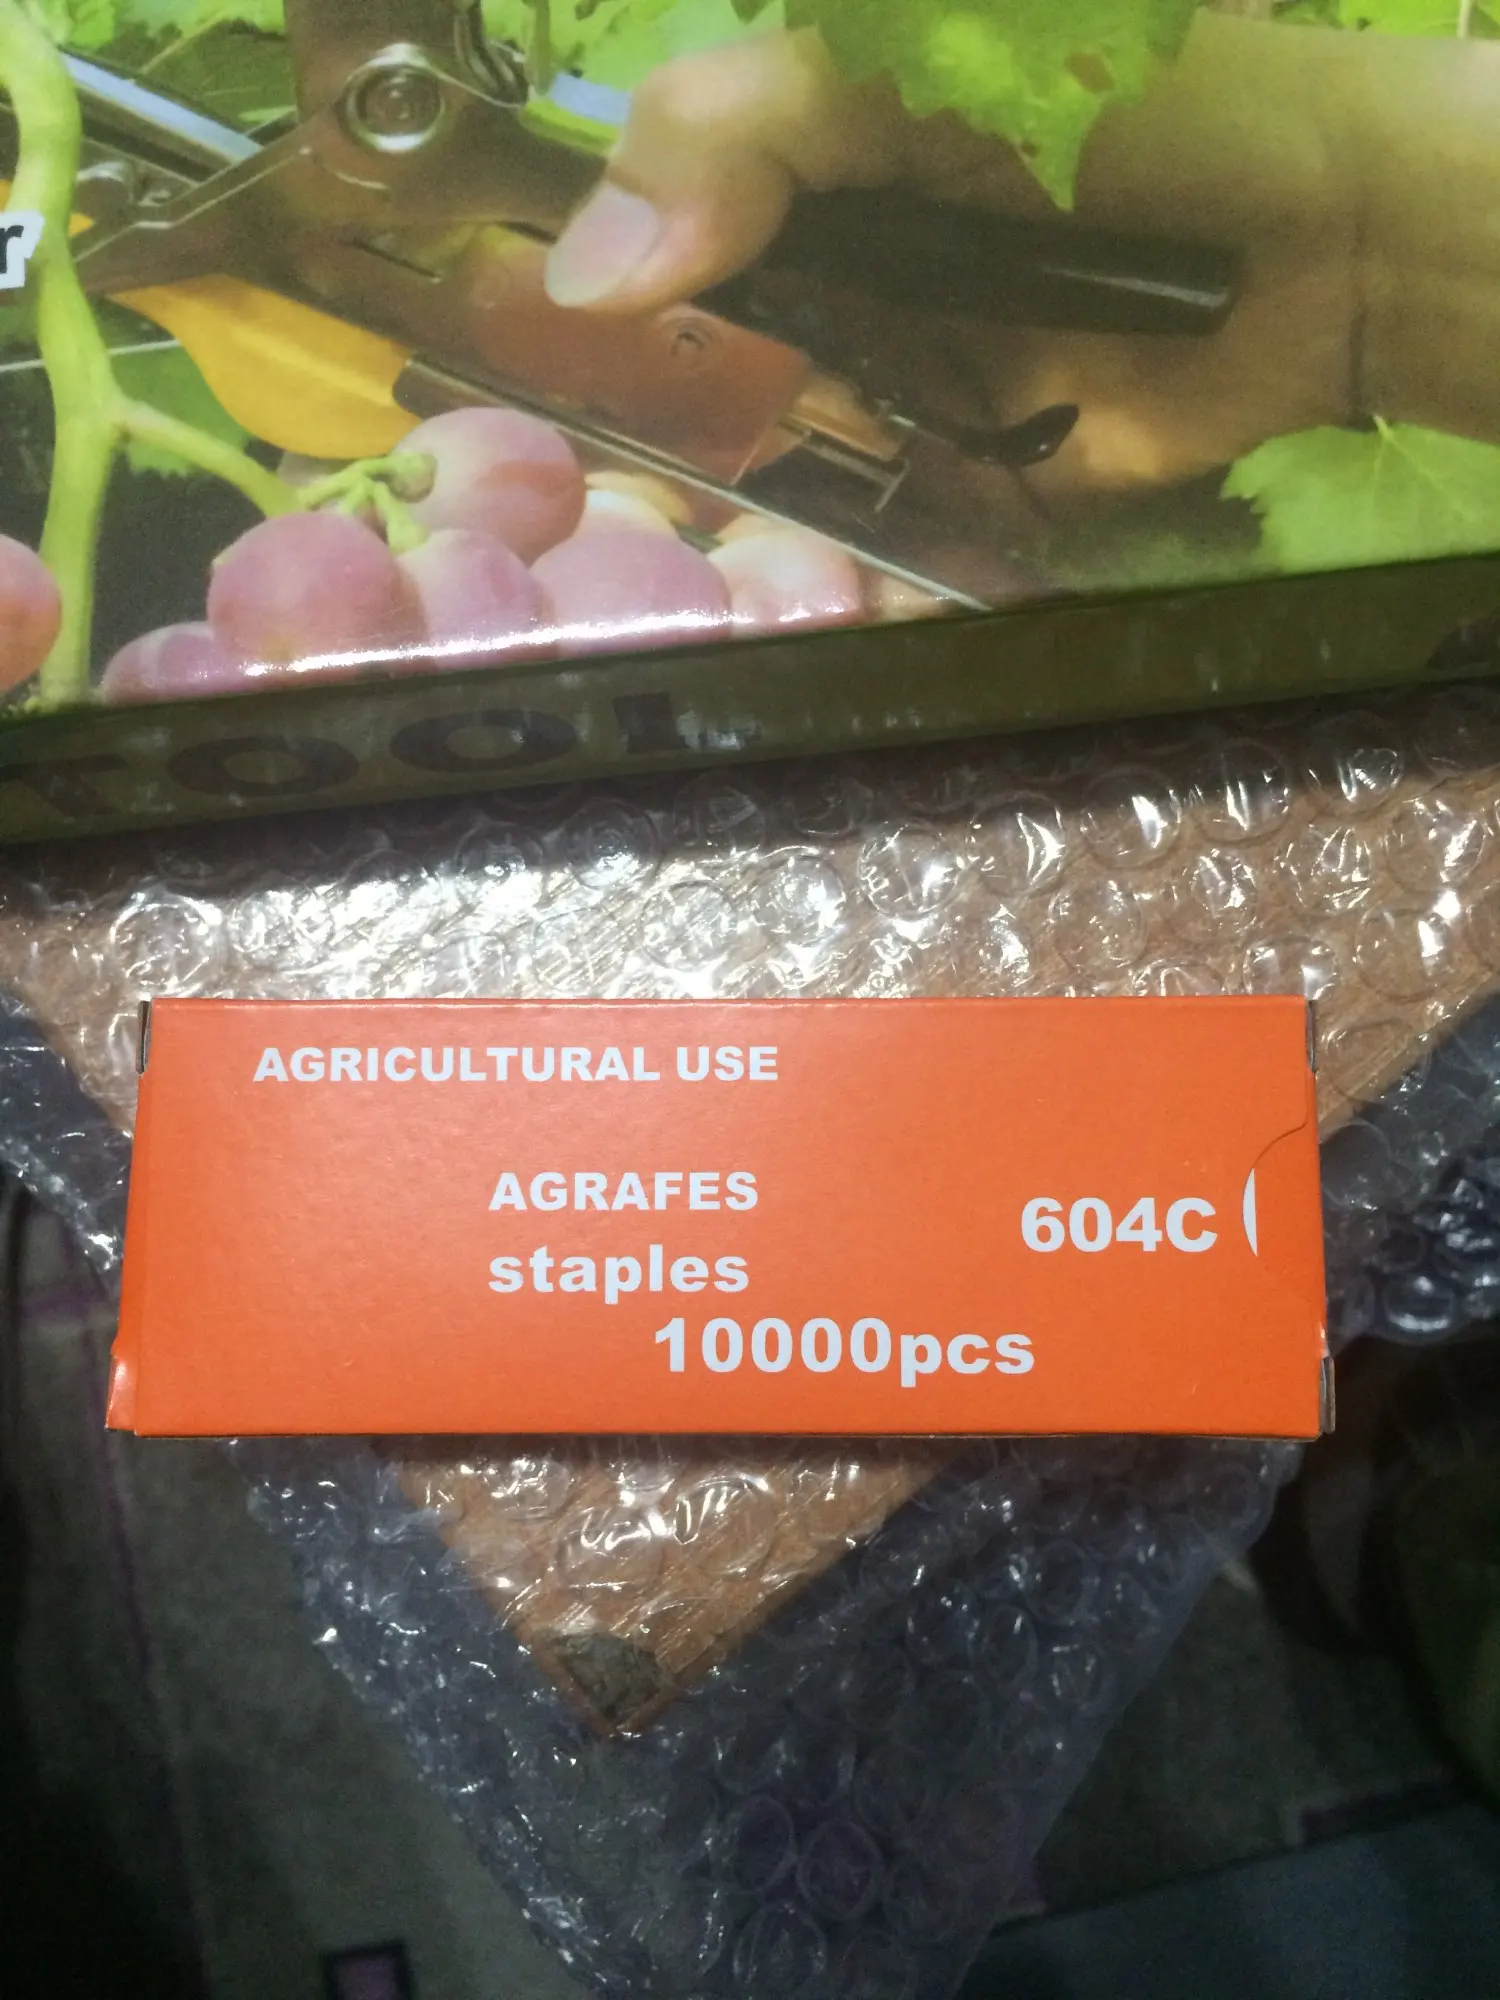 r
TOOL
AGRICULTURAL USE
AGRAFES
604C
staples
10000pcs